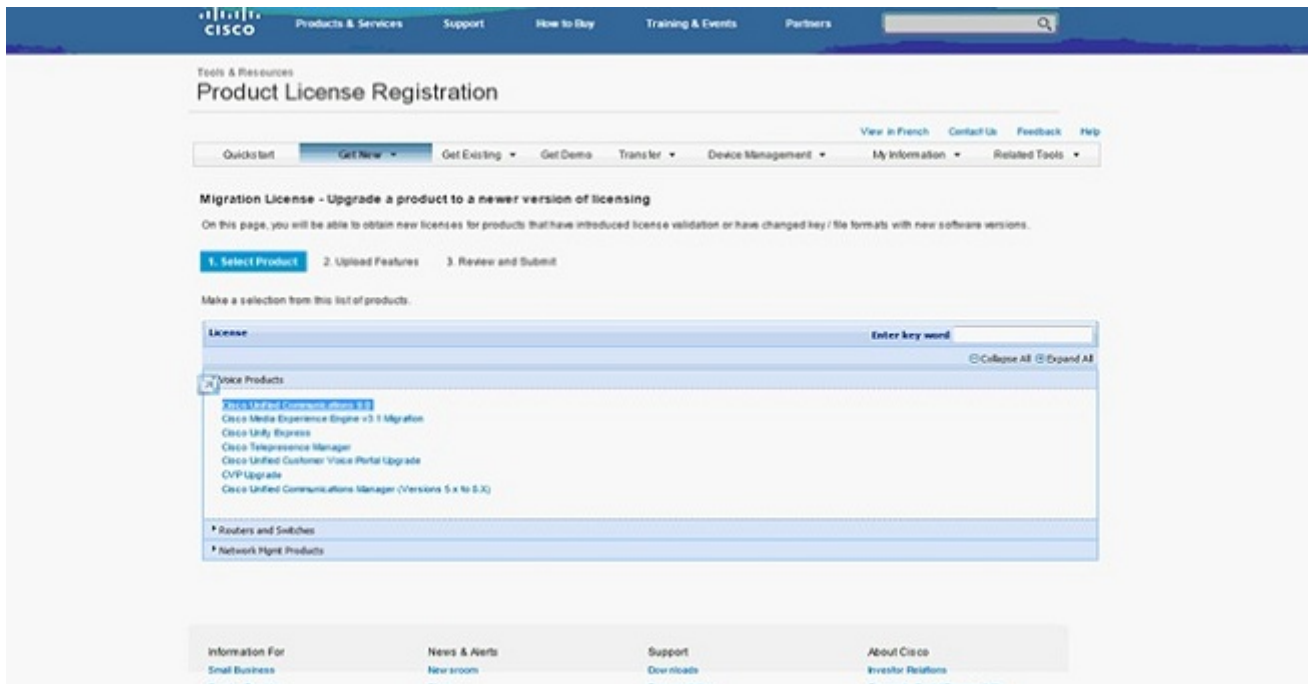 CISCO
Products & Services Support How to Buy Training & Events Partners
Tools & Resources
Product License Registration
View in French Contact Us Feedback Help
Quickstart Get New Get Existing Get Demo Transfer Device Management My Information Related Tools
Migration License - Upgrade a product to a newer version of licensing
On this page, you will be able to obtain new licenses for products that have introduced license validation or have changed key / file formats with new software versions.
1. Select Product 2. Upload Features 3. Review and Submit
Make a selection from this list of products.
License Enter key word
Collapse All Expand All
Voice Products
Cisco Unified Communications 9.0
Cisco Media Experience Engine v3.1 Migration
Cisco Unity Express
Cisco Telepresence Manager
Cisco Unified Customer Voice Portal Upgrade
CVP Upgrade
Cisco Unified Communications Manager (Versions 5.x to 8.X)
Routers and Switches
Network Mgmt Products
Information For News & Alerts Support About Cisco
Small Business Newsroom Downloads Investor Relations